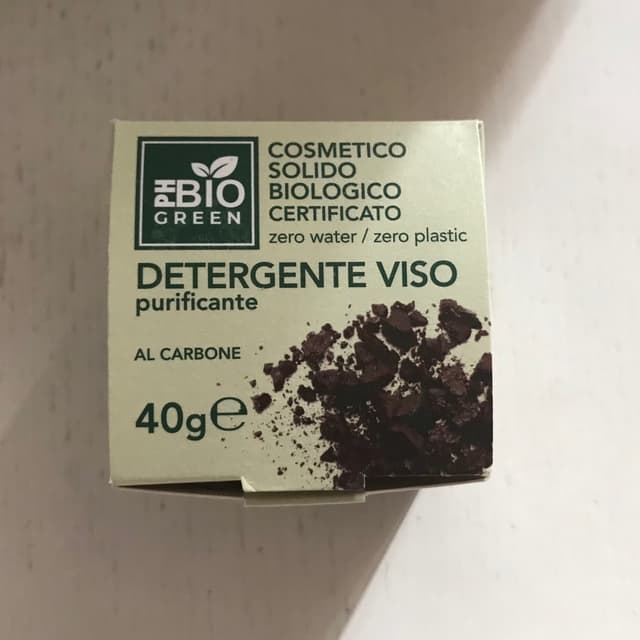 PH BIO
GREEN
COSMETICO
SOLIDO
BIOLOGICO
CERTIFICATO
zero water / zero plastic
DETERGENTE VISO
purificante
AL CARBONE
40g ℮